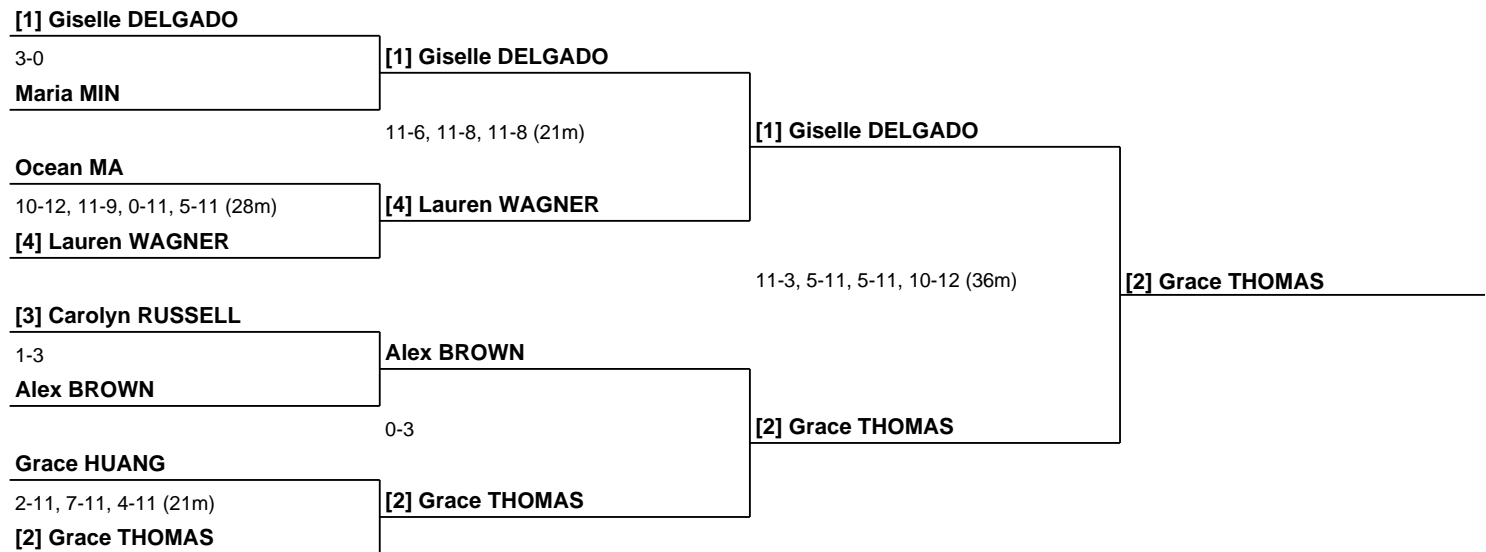 [1] Giselle DELGADO
3-0
[1] Giselle DELGADO
Maria MIN
11-6, 11-8, 11-8 (21m)
[1] Giselle DELGADO
Ocean MA
10-12, 11-9, 0-11, 5-11 (28m)
[4] Lauren WAGNER
[4] Lauren WAGNER
11-3, 5-11, 5-11, 10-12 (36m)
[2] Grace THOMAS
[3] Carolyn RUSSELL
1-3
Alex BROWN
Alex BROWN
0-3
[2] Grace THOMAS
Grace HUANG
2-11, 7-11, 4-11 (21m)
[2] Grace THOMAS
[2] Grace THOMAS